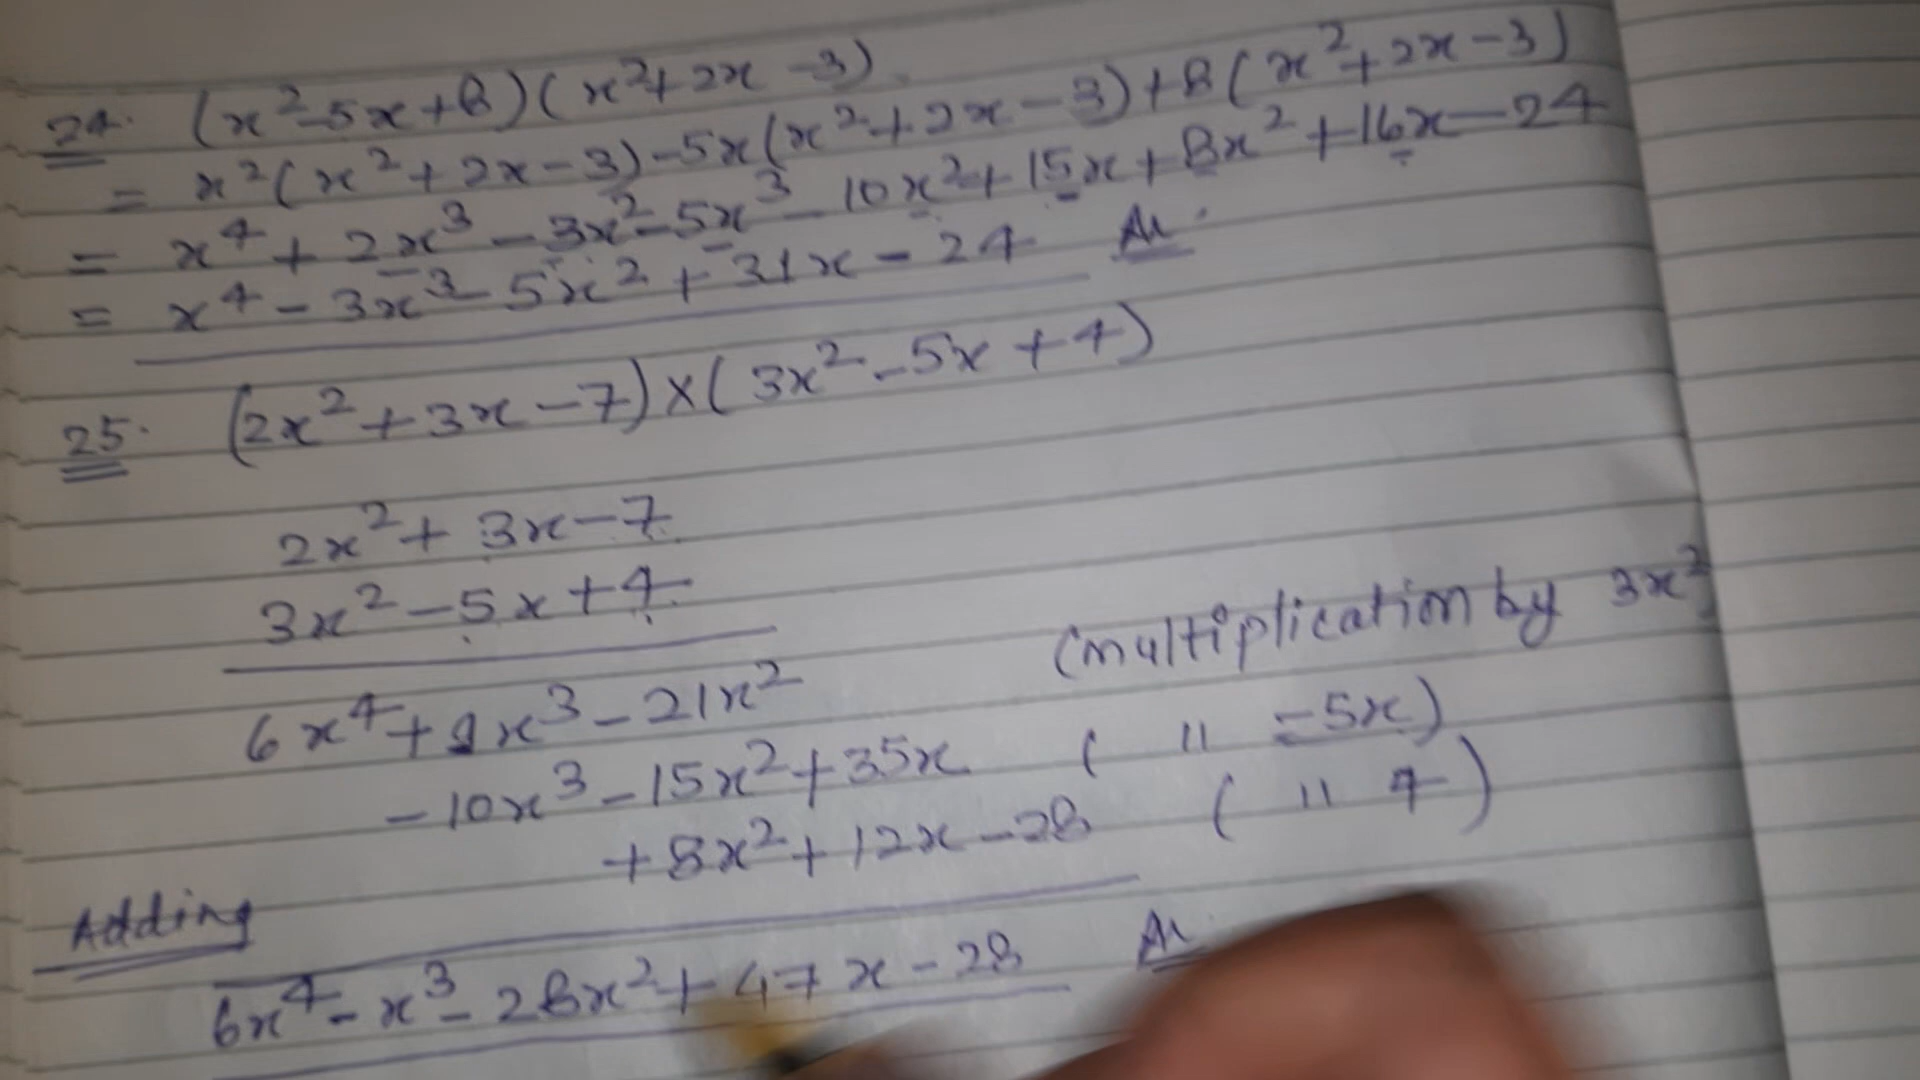 24. (x²-5x+8)(x²+2x-3)
= x²(x²+2x-3)-5x(x²+2x-3)+8(x²+2x-3)
= x⁴+2x³-3x²-5x³-10x²+15x+8x²+16x-24
= x⁴-3x³-5x²+31x-24 Au.
25. (2x²+3x-7)×(3x²-5x+4)
2x²+3x-7
3x²-5x+4
6x⁴+9x³-21x² (multiplication by 3x²)
-10x³-15x²+35x ( " -5x)
+8x²+12x-28 ( " 4)
Adding
6x⁴-x³-28x²+47x-28 Au.